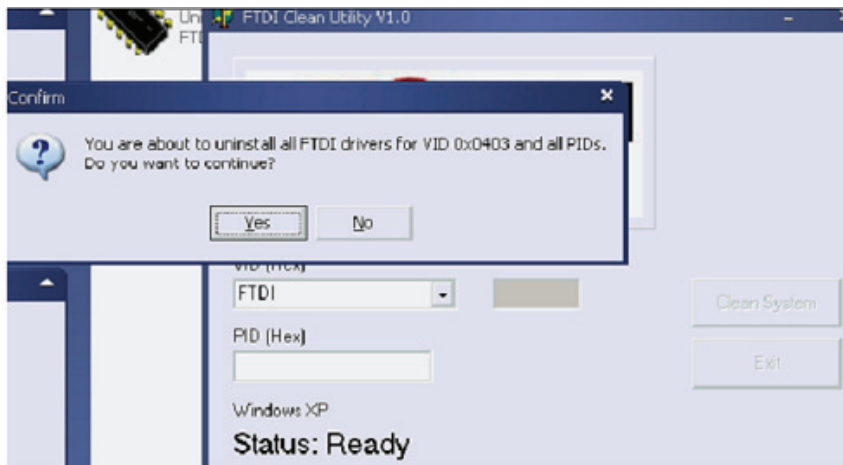 Uni
FTDI
FTDI Clean Utility V1.0
Confirm
You are about to uninstall all FTDI drivers for VID 0x0403 and all PIDs.
Do you want to continue?
Yes
No
VID (Hex)
FTDI
Clean System
PID (Hex)
Exit
Windows XP
Status: Ready